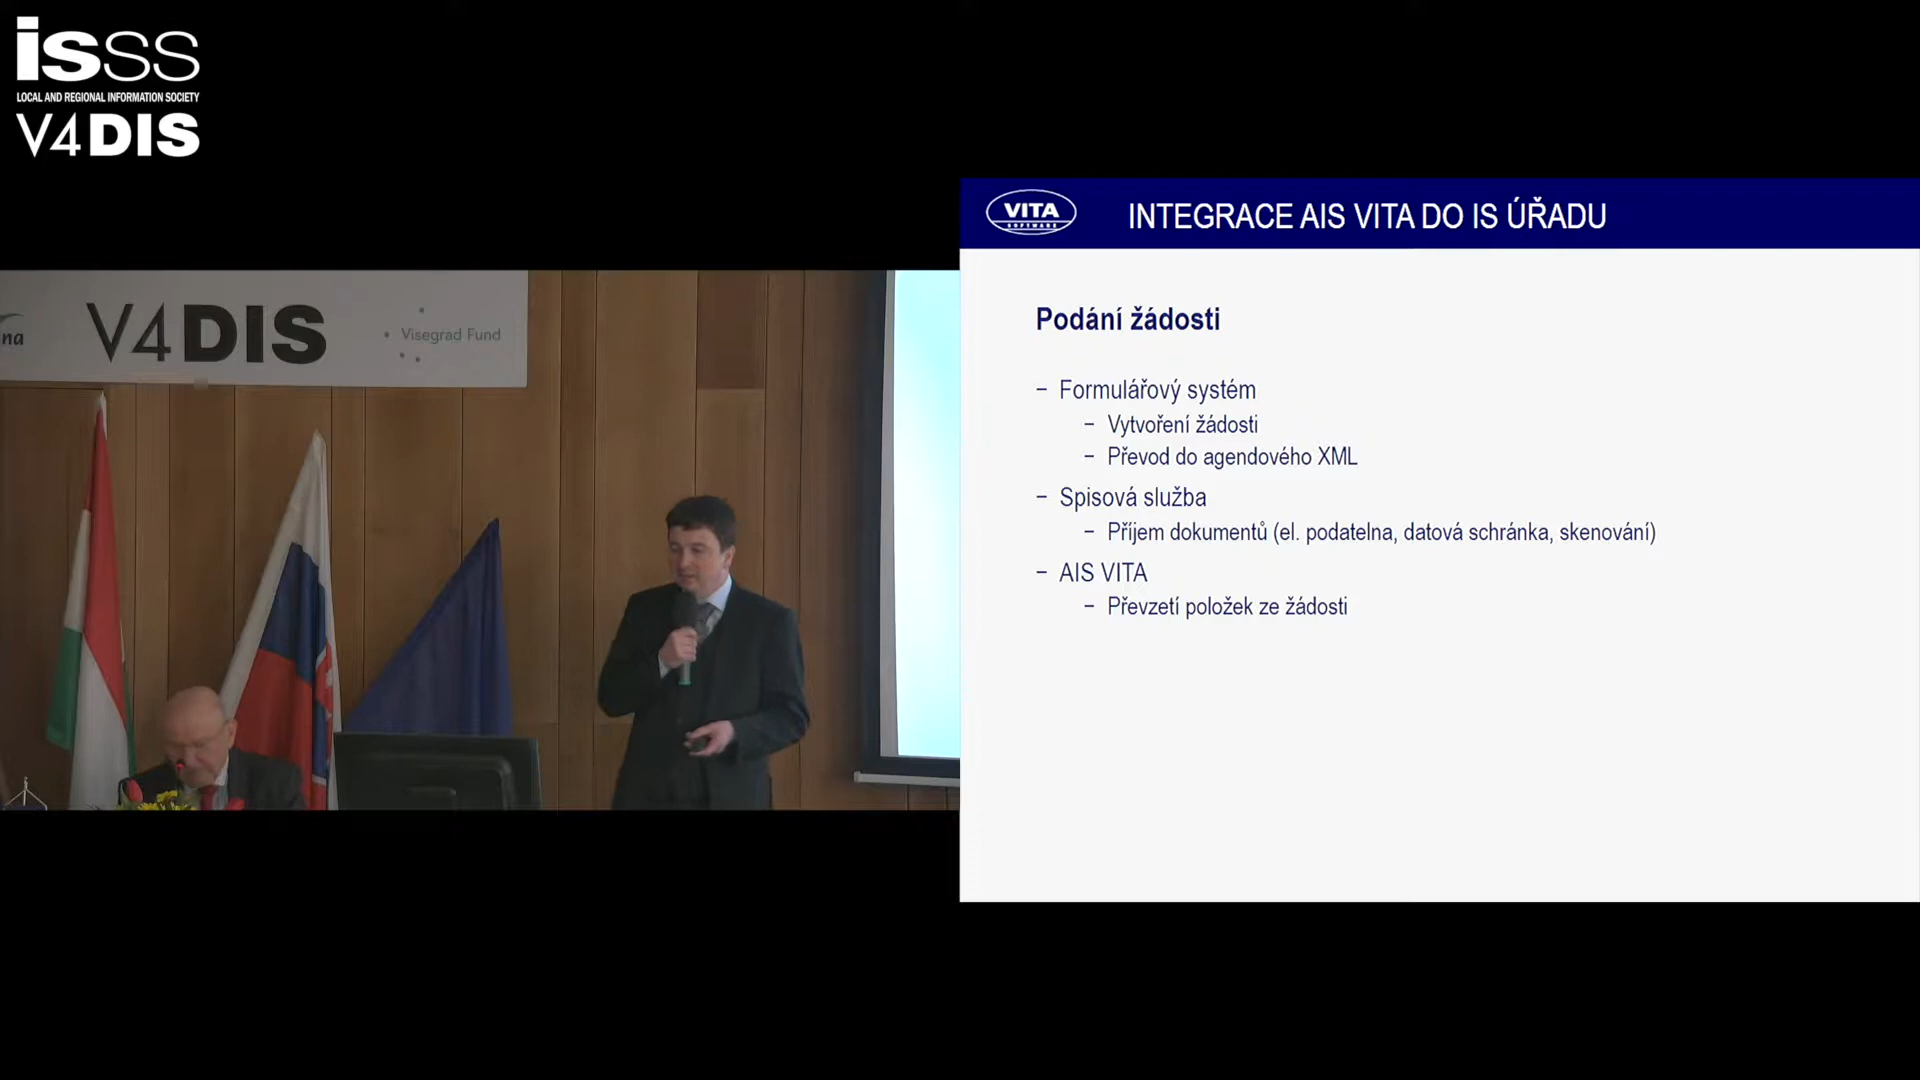 isss
LOCAL AND REGIONAL INFORMATION SOCIETY
V4DIS
na
V4DIS
Visegrad Fund
VITA
SOFTWARE
INTEGRACE AIS VITA DO IS ÚŘADU
Podání žádosti
− Formulářový systém
− Vytvoření žádosti
− Převod do agendového XML
− Spisová služba
− Příjem dokumentů (el. podatelna, datová schránka, skenování)
− AIS VITA
− Převzetí položek ze žádosti